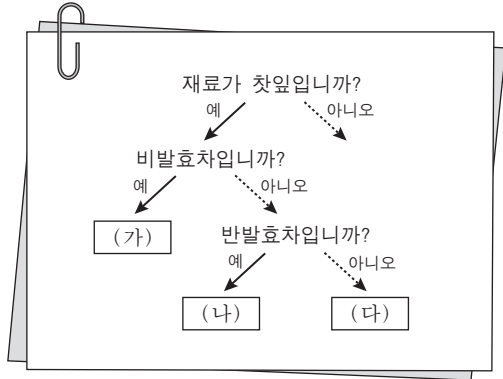 재료가 찻잎입니까?
예 아니오
비발효차입니까?
예 아니오
(가) 반발효차입니까?
예 아니오
(나) (다)